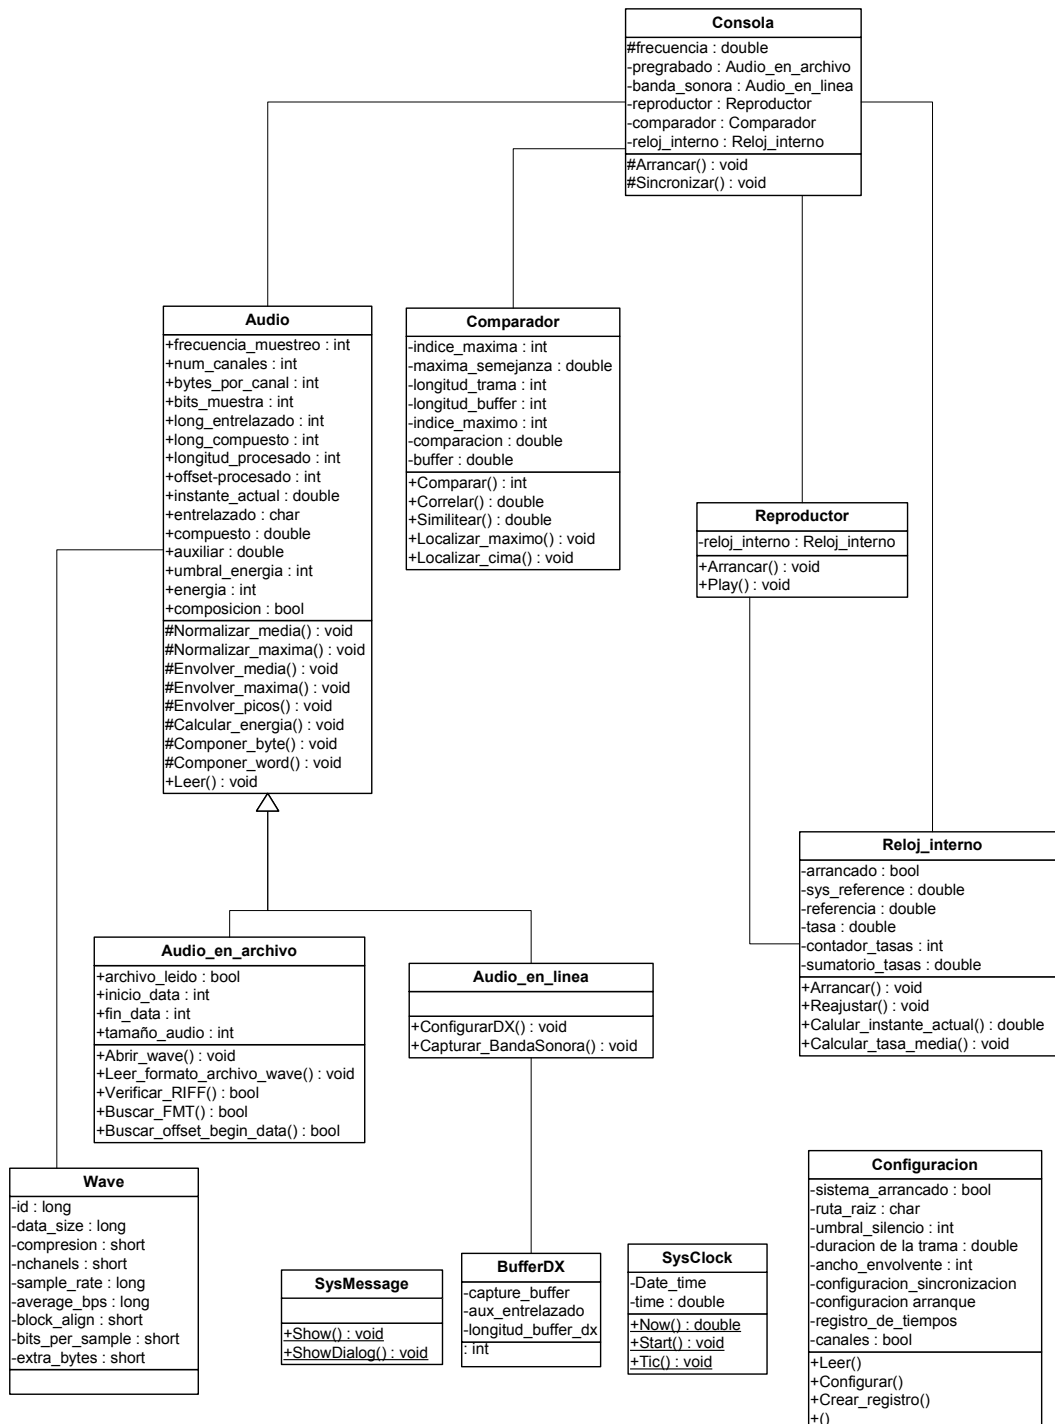 Consola
#frecuencia : double
-pregrabado : Audio_en_archivo
-banda_sonora : Audio_en_linea
-reproductor : Reproductor
-comparador : Comparador
-reloj_interno : Reloj_interno
#Arrancar() : void
#Sincronizar() : void
Audio
+frecuencia_muestreo : int
+num_canales : int
+bytes_por_canal : int
+bits_muestra : int
+long_entrelazado : int
+long_compuesto : int
+longitud_procesado : int
+offset-procesado : int
+instante_actual : double
+entrelazado : char
+compuesto : double
+auxiliar : double
+umbral_energia : int
+energia : int
+composicion : bool
#Normalizar_media() : void
#Normalizar_maxima() : void
#Envolver_media() : void
#Envolver_maxima() : void
#Envolver_picos() : void
#Calcular_energia() : void
#Componer_byte() : void
#Componer_word() : void
+Leer() : void
Comparador
-indice_maxima : int
-maxima_semejanza : double
-longitud_trama : int
-longitud_buffer : int
-indice_maximo : int
-comparacion : double
-buffer : double
+Comparar() : int
+Correlar() : double
+Similitear() : double
+Localizar_maximo() : void
+Localizar_cima() : void
Reproductor
-reloj_interno : Reloj_interno
+Arrancar() : void
+Play() : void
Reloj_interno
-arrancado : bool
-sys_reference : double
-referencia : double
-tasa : double
-contador_tasas : int
-sumatorio_tasas : double
+Arrancar() : void
+Reajustar() : void
+Calular_instante_actual() : double
+Calcular_tasa_media() : void
Audio_en_archivo
+archivo_leido : bool
+inicio_data : int
+fin_data : int
+tamaño_audio : int
+Abrir_wave() : void
+Leer_formato_archivo_wave() : void
+Verificar_RIFF() : bool
+Buscar_FMT() : bool
+Buscar_offset_begin_data() : bool
Audio_en_linea
+ConfigurarDX() : void
+Capturar_BandaSonora() : void
Wave
-id : long
-data_size : long
-compresion : short
-nchanels : short
-sample_rate : long
-average_bps : long
-block_align : short
-bits_per_sample : short
-extra_bytes : short
SysMessage
+Show() : void
+ShowDialog() : void
BufferDX
-capture_buffer
-aux_entrelazado
-longitud_buffer_dx
: int
SysClock
-Date_time
-time : double
+Now() : double
+Start() : void
+Tic() : void
Configuracion
-sistema_arrancado : bool
-ruta_raiz : char
-umbral_silencio : int
-duracion de la trama : double
-ancho_envolvente : int
-configuracion_sincronizacion
-configuracion arranque
-registro_de_tiempos
-canales : bool
+Leer()
+Configurar()
+Crear_registro()
+()